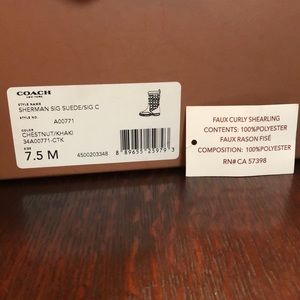 COACH
NEW YORK
STYLE NAME
SHERMAN SIG SUEDE/SIG C
STYLE NO.
A00771
COLOR
CHESTNUT/KHAKI
34A00771-CTK
SIZE
7.5 M
4500203348
8 89655 23979 3
FAUX CURLY SHEARLING
CONTENTS: 100%POLYESTER
FAUX RASON FISÉ
COMPOSITION: 100%POLYESTER
RN# CA 57398